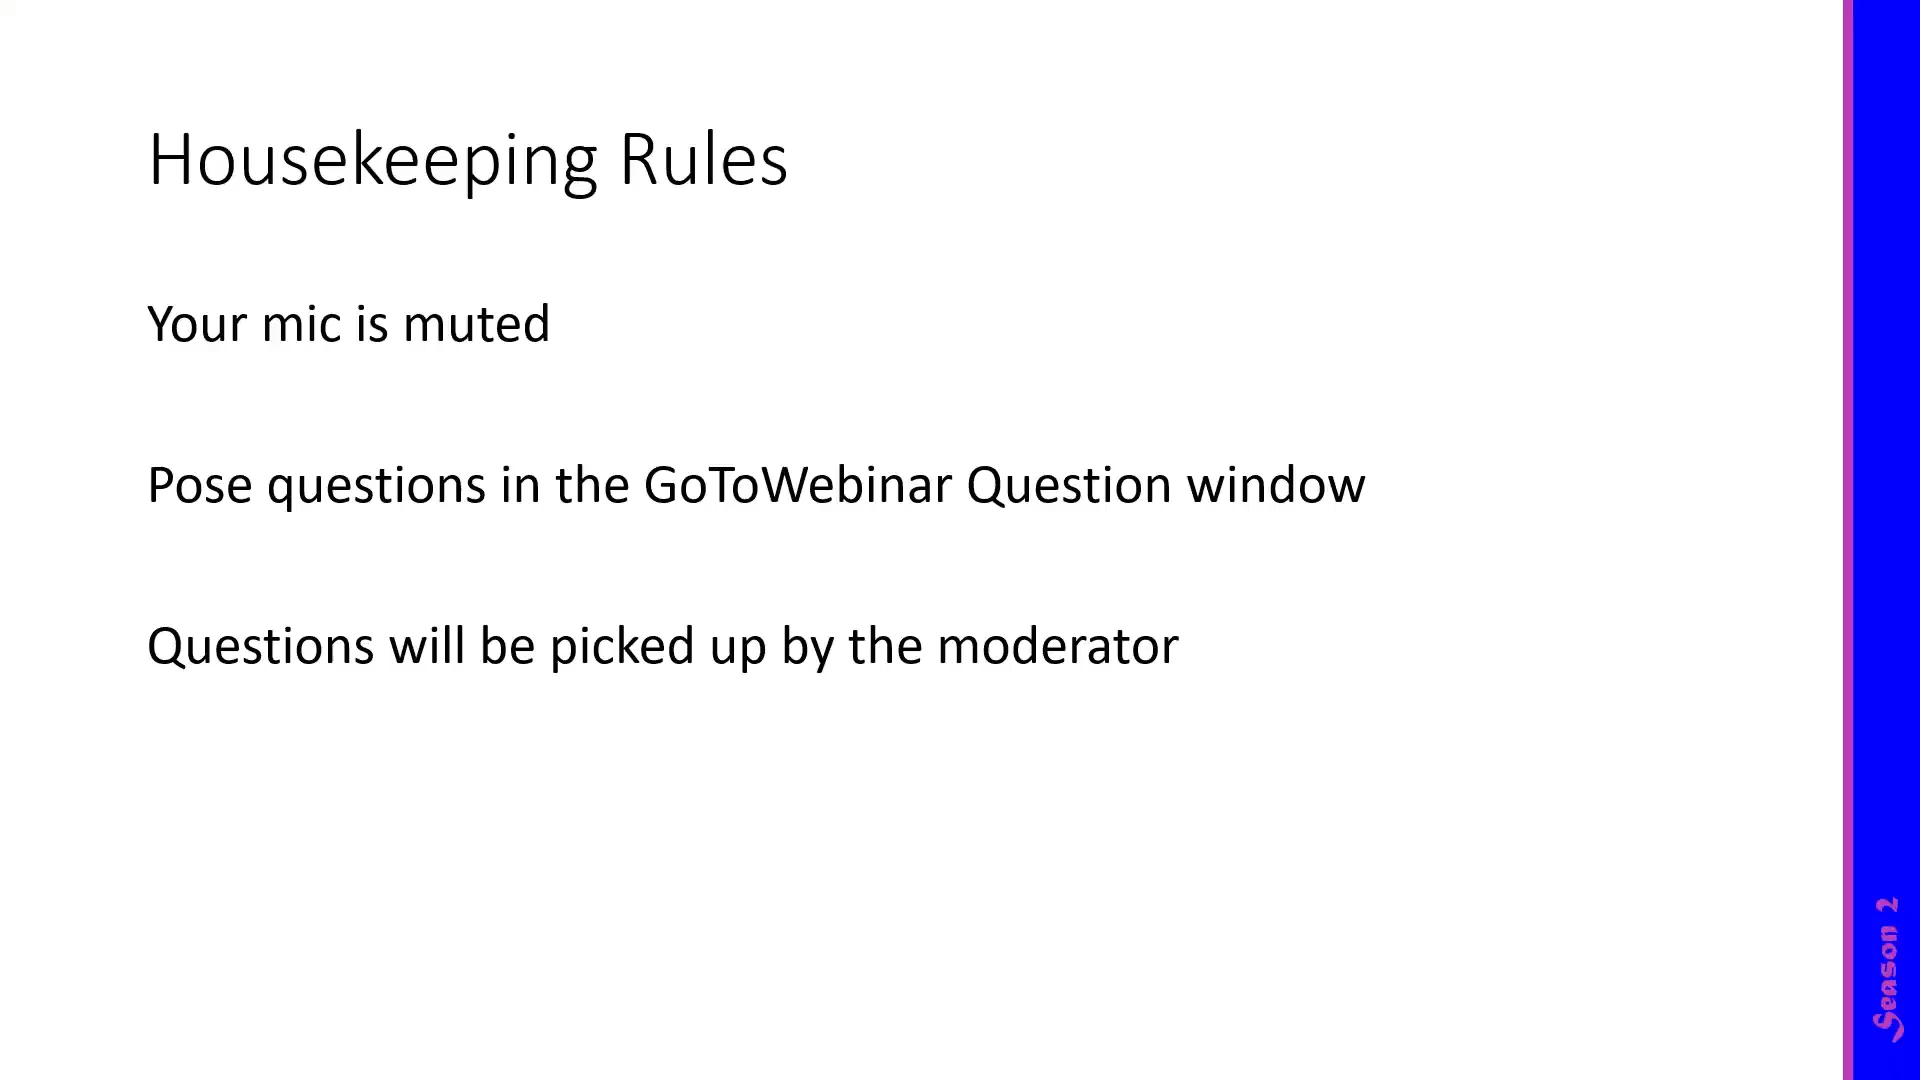 Housekeeping Rules
Your mic is muted
Pose questions in the GoToWebinar Question window
Questions will be picked up by the moderator
Season 2